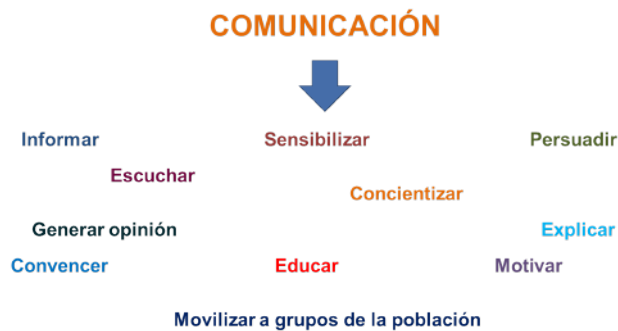 COMUNICACIÓN
Informar Sensibilizar Persuadir
Escuchar
Concientizar
Generar opinión Explicar
Convencer Educar Motivar
Movilizar a grupos de la población